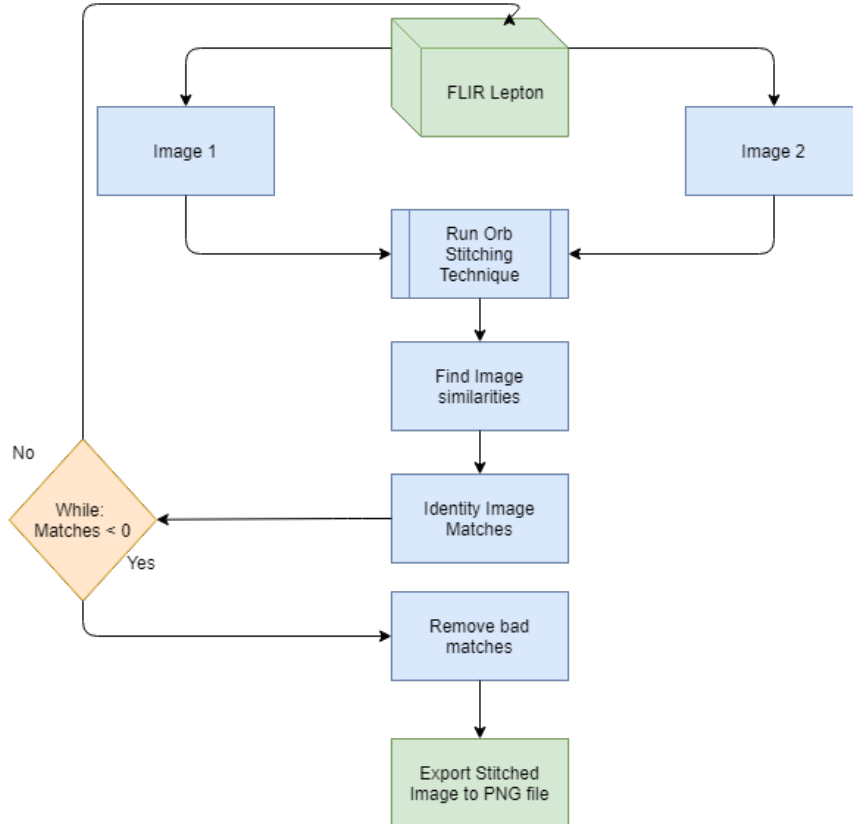 FLIR Lepton
Image 1
Image 2
Run Orb
Stitching
Technique
Find Image
similarities
No
While:
Matches < 0
Identity Image
Matches
Yes
Remove bad
matches
Export Stitched
Image to PNG file